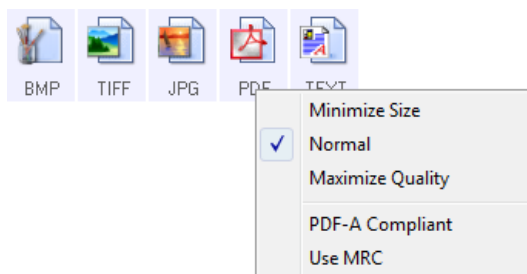 BMP TIFF JPG PDF TEXT
Minimize Size
Normal
Maximize Quality
PDF-A Compliant
Use MRC